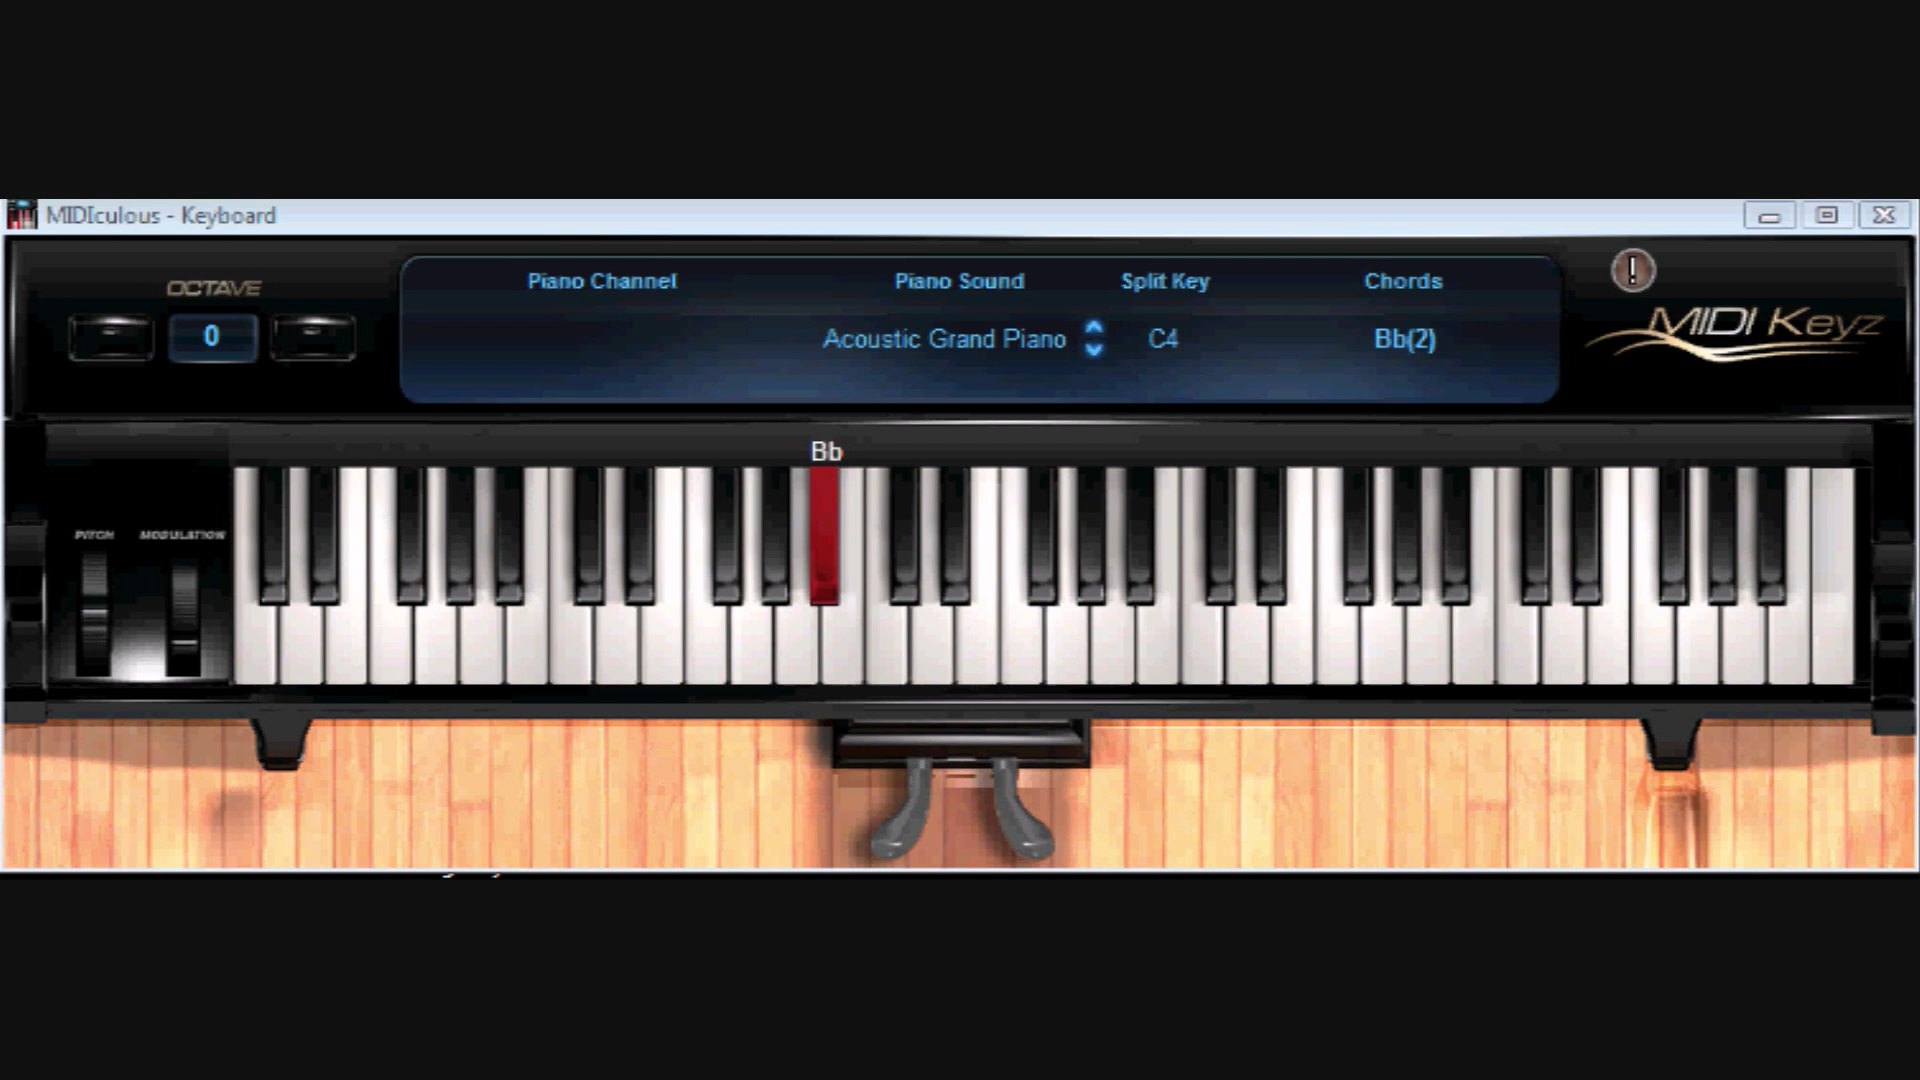 MIDIculous - Keyboard
OCTAVE
0
Piano Channel
Piano Sound
Split Key
Chords
Acoustic Grand Piano
C4
Bb(2)
!
MIDI Keyz
Bb
PITCH
MODULATION